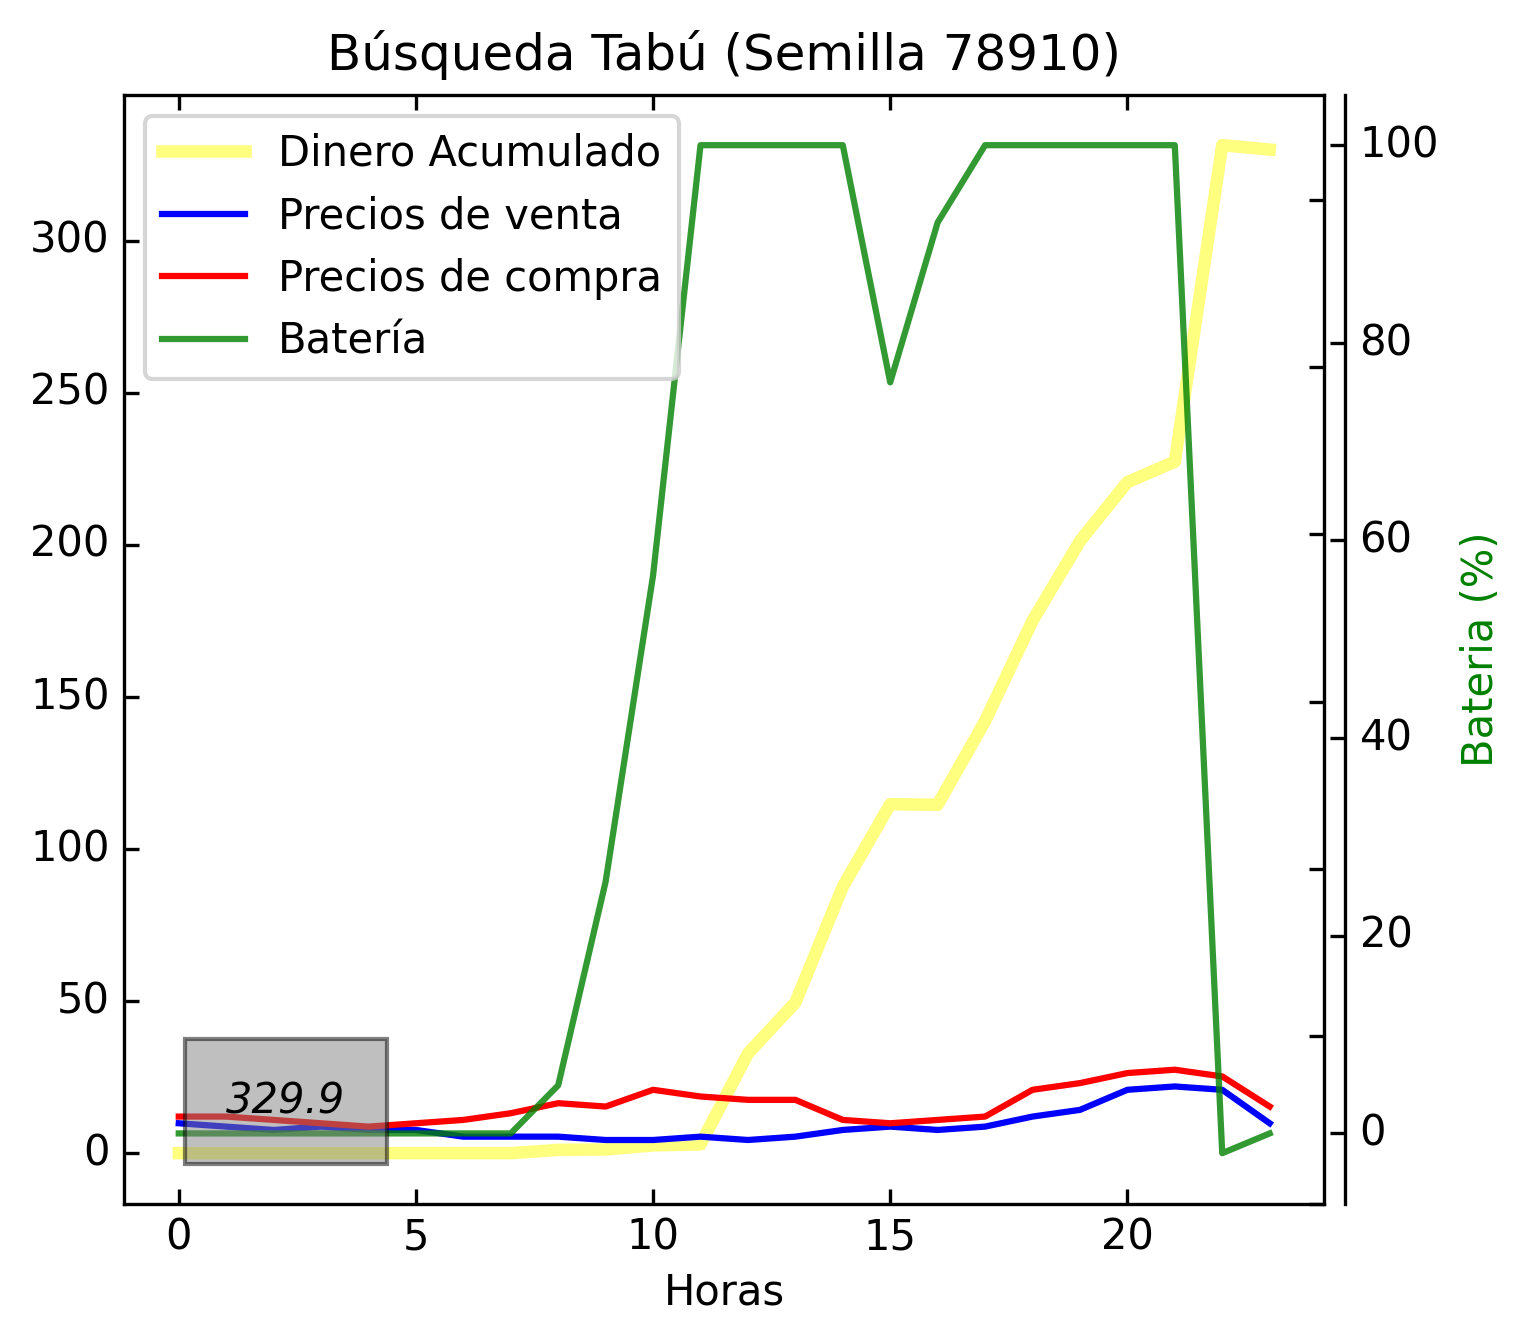 Búsqueda Tabú (Semilla 78910)
Dinero Acumulado
Precios de venta
Precios de compra
Batería
300
250
200
150
100
50
0
329.9
100
80
60
40
20
0
Bateria (%)
0 5 10 15 20
Horas